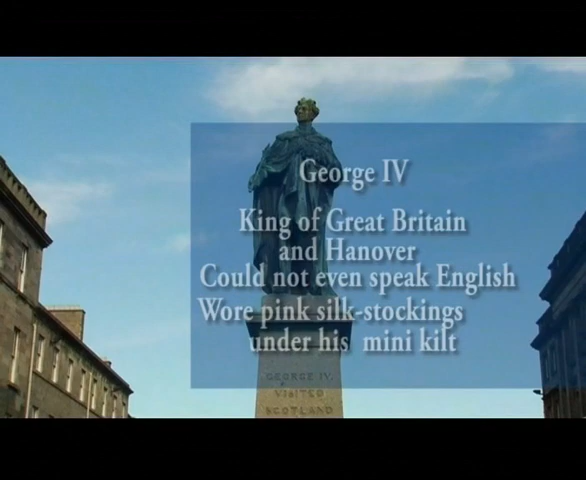 George IV
King of Great Britain
and Hanover
Could not even speak English
Wore pink silk-stockings
under his mini kilt
GEORGE IV.
VISITED
SCOTLAND